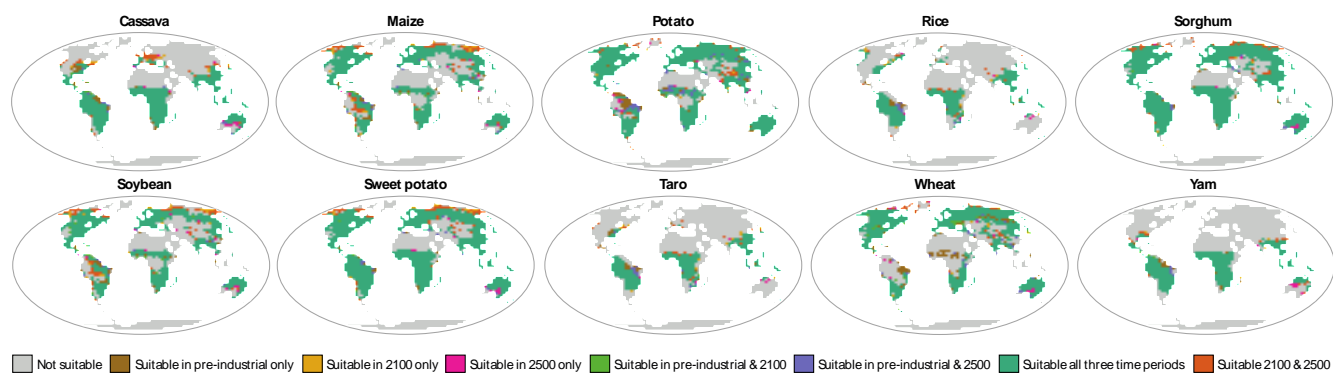 Cassava Maize Potato Rice Sorghum
Soybean Sweet potato Taro Wheat Yam
Not suitable Suitable in pre-industrial only Suitable in 2100 only Suitable in 2500 only Suitable in pre-industrial & 2100 Suitable in pre-industrial & 2500 Suitable all three time periods Suitable 2100 & 2500